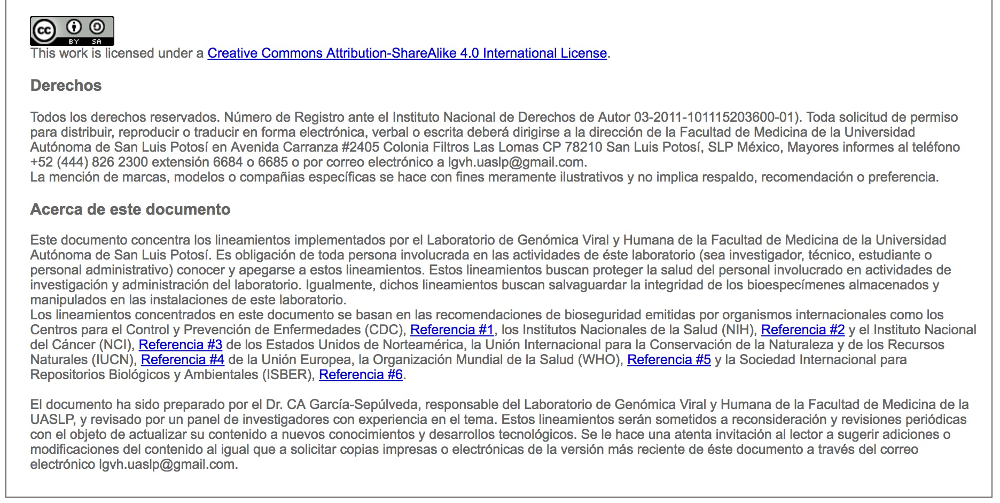 cc BY SA
This work is licensed under a Creative Commons Attribution-ShareAlike 4.0 International License.
Derechos
Todos los derechos reservados. Número de Registro ante el Instituto Nacional de Derechos de Autor 03-2011-101115203600-01). Toda solicitud de permiso
para distribuir, reproducir o traducir en forma electrónica, verbal o escrita deberá dirigirse a la dirección de la Facultad de Medicina de la Universidad
Autónoma de San Luis Potosí en Avenida Carranza #2405 Colonia Filtros Las Lomas CP 78210 San Luis Potosí, SLP México, Mayores informes al teléfono
+52 (444) 826 2300 extensión 6684 o 6685 o por correo electrónico a lgvh.uaslp@gmail.com.
La mención de marcas, modelos o compañias específicas se hace con fines meramente ilustrativos y no implica respaldo, recomendación o preferencia.
Acerca de este documento
Este documento concentra los lineamientos implementados por el Laboratorio de Genómica Viral y Humana de la Facultad de Medicina de la Universidad
Autónoma de San Luis Potosí. Es obligación de toda persona involucrada en las actividades de éste laboratorio (sea investigador, técnico, estudiante o
personal administrativo) conocer y apegarse a estos lineamientos. Estos lineamientos buscan proteger la salud del personal involucrado en actividades de
investigación y administración del laboratorio. Igualmente, dichos lineamientos buscan salvaguardar la integridad de los bioespecímenes almacenados y
manipulados en las instalaciones de este laboratorio.
Los lineamientos concentrados en este documento se basan en las recomendaciones de bioseguridad emitidas por organismos internacionales como los
Centros para el Control y Prevención de Enfermedades (CDC), Referencia #1, los Institutos Nacionales de la Salud (NIH), Referencia #2 y el Instituto Nacional
del Cáncer (NCI), Referencia #3 de los Estados Unidos de Norteamérica, la Unión Internacional para la Conservación de la Naturaleza y de los Recursos
Naturales (IUCN), Referencia #4 de la Unión Europea, la Organización Mundial de la Salud (WHO), Referencia #5 y la Sociedad Internacional para
Repositorios Biológicos y Ambientales (ISBER), Referencia #6.
El documento ha sido preparado por el Dr. CA García-Sepúlveda, responsable del Laboratorio de Genómica Viral y Humana de la Facultad de Medicina de la
UASLP, y revisado por un panel de investigadores con experiencia en el tema. Estos lineamientos serán sometidos a reconsideración y revisiones periódicas
con el objeto de actualizar su contenido a nuevos conocimientos y desarrollos tecnológicos. Se le hace una atenta invitación al lector a sugerir adiciones o
modificaciones del contenido al igual que a solicitar copias impresas o electrónicas de la versión más reciente de éste documento a través del correo
electrónico lgvh.uaslp@gmail.com.